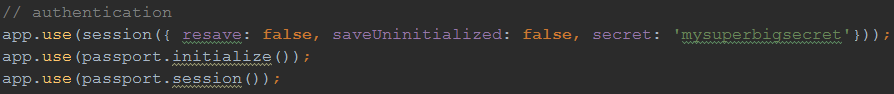 // authentication
app.use(session({ resave: false, saveUninitialized: false, secret: 'mysuperbigsecret'}));
app.use(passport.initialize());
app.use(passport.session());